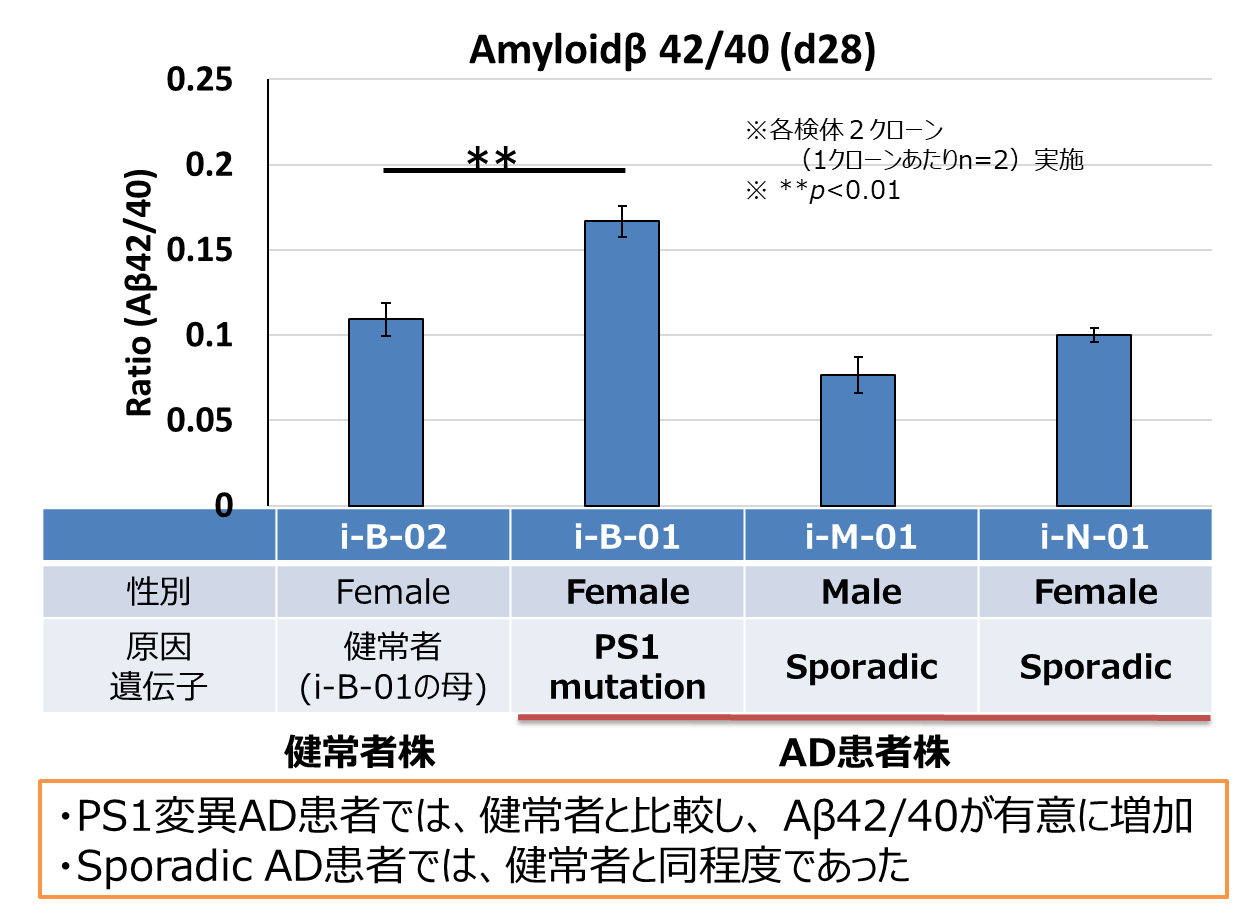 Amyloidβ 42/40 (d28)
Ratio (Aβ42/40)
0.25
0.2
0.15
0.1
0.05
0
※各検体２クローン
（1クローンあたりn=2）実施
※ **p<0.01
**
i-B-02 i-B-01 i-M-01 i-N-01
性別 Female Female Male Female
原因
遺伝子
健常者
(i-B-01の母)
PS1
mutation
Sporadic
Sporadic
健常者株 AD患者株
・PS1変異AD患者では、健常者と比較し、Aβ42/40が有意に増加
・Sporadic AD患者では、健常者と同程度であった